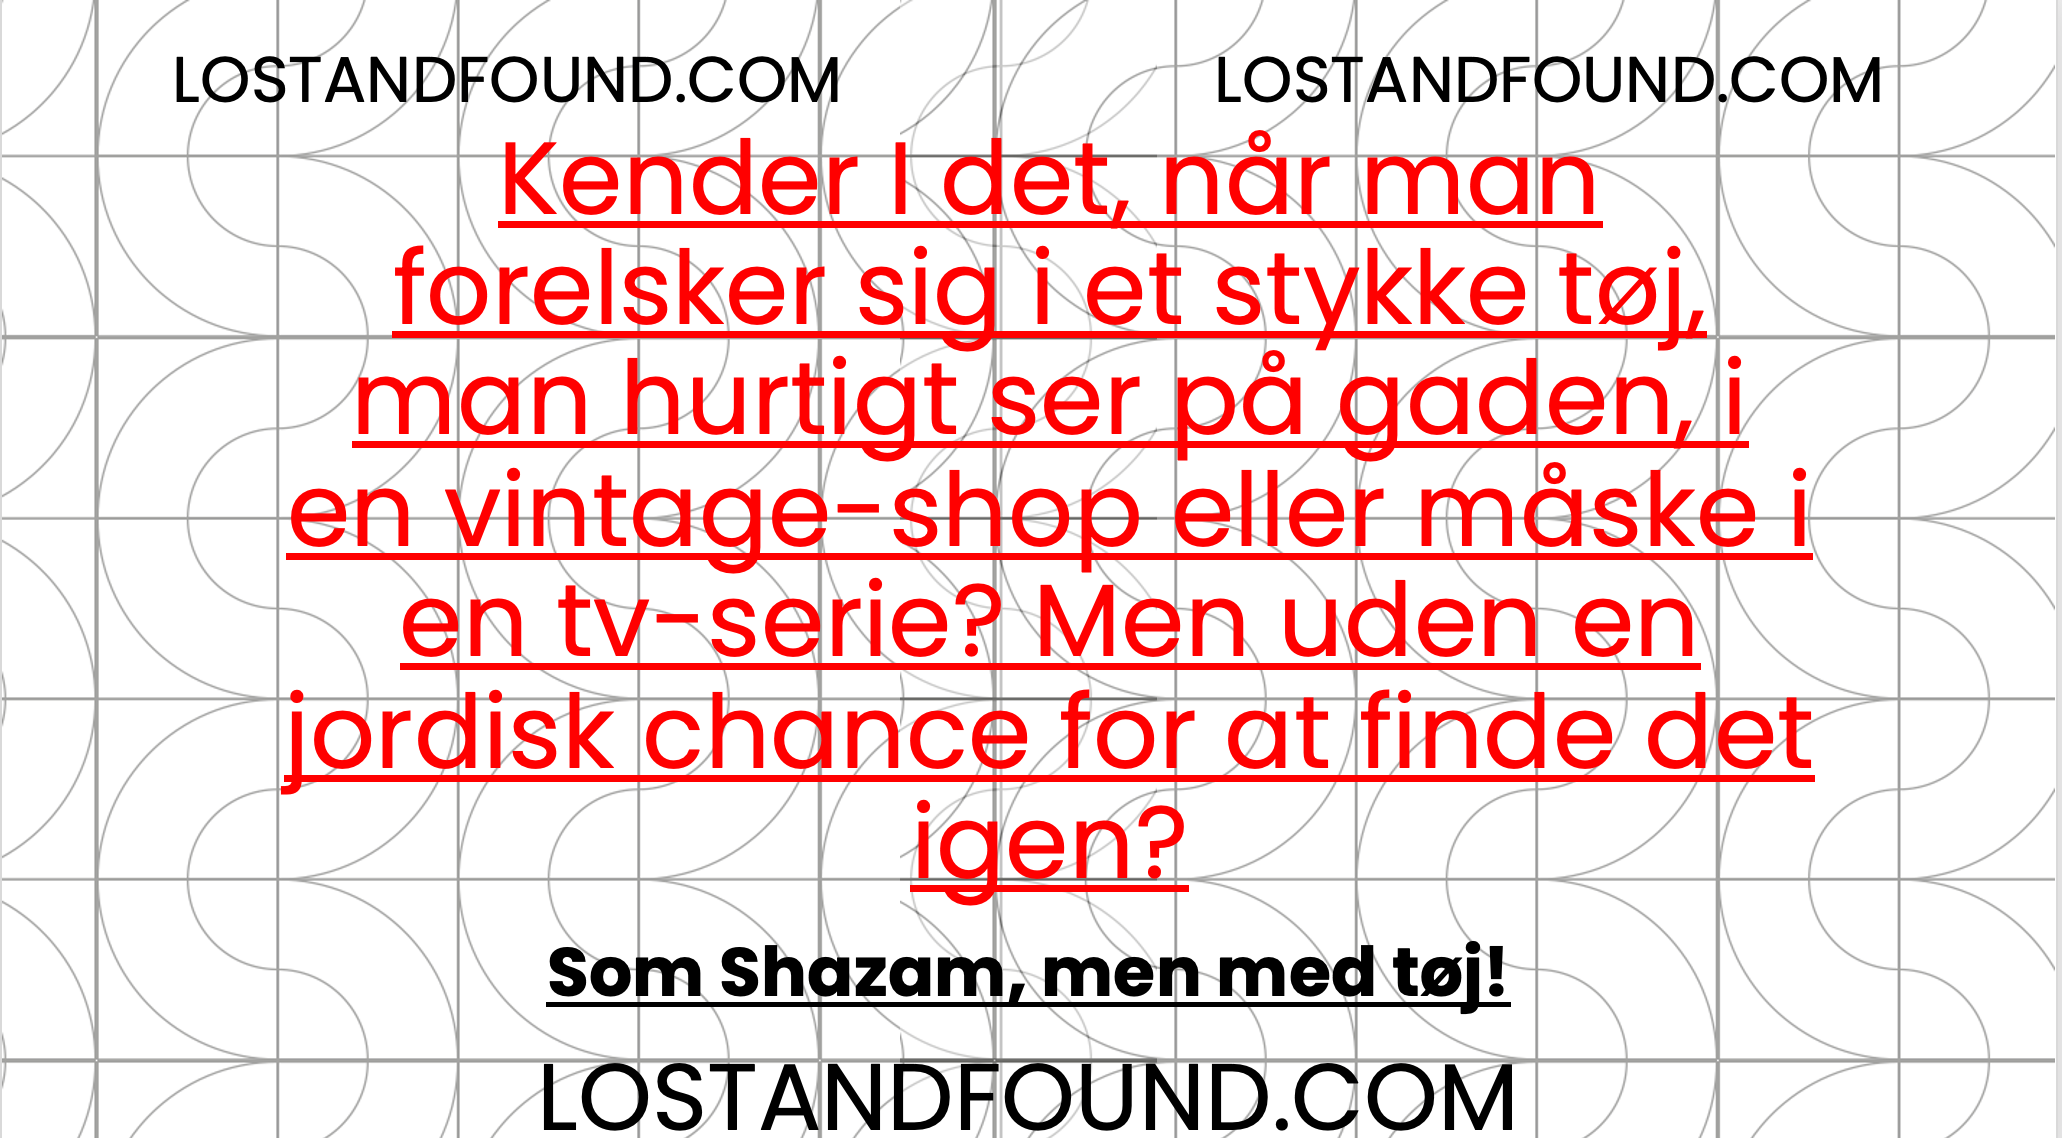 LOSTANDFOUND.COM LOSTANDFOUND.COM
Kender I det, når man
forelsker sig i et stykke tøj,
man hurtigt ser på gaden, i
en vintage-shop eller måske i
en tv-serie? Men uden en
jordisk chance for at finde det
igen?
Som Shazam, men med tøj!
LOSTANDFOUND.COM